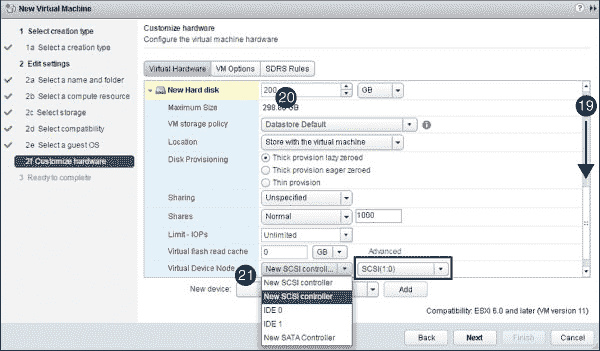 New Virtual Machine
1 Select creation type
1a Select a creation type
2 Edit settings
2a Select a name and folder
2b Select a compute resource
2c Select storage
2d Select compatibility
2e Select a guest OS
2f Customize hardware
3 Ready to complete
Customize hardware
Configure the virtual machine hardware
Virtual Hardware VM Options SDRS Rules
New Hard disk 200 GB
20
19
Maximum Size GB
VM storage policy Datastore Default
Location Store with the virtual machine
Disk Provisioning Thick provision lazy zeroed
Thick provision eager zeroed
Thin provision
Sharing Unspecified
Shares Normal 1000
Limit - IOPs Unlimited
Virtual flash read cache 0 GB Advanced
Virtual Device Node New SCSI controll... SCSI(1:0)
21
New SCSI controller
New SCSI controller
IDE 0
IDE 1
New SATA Controller
New device: Add
Compatibility: ESXi 6.0 and later (VM version 11)
Back Next Finish Cancel